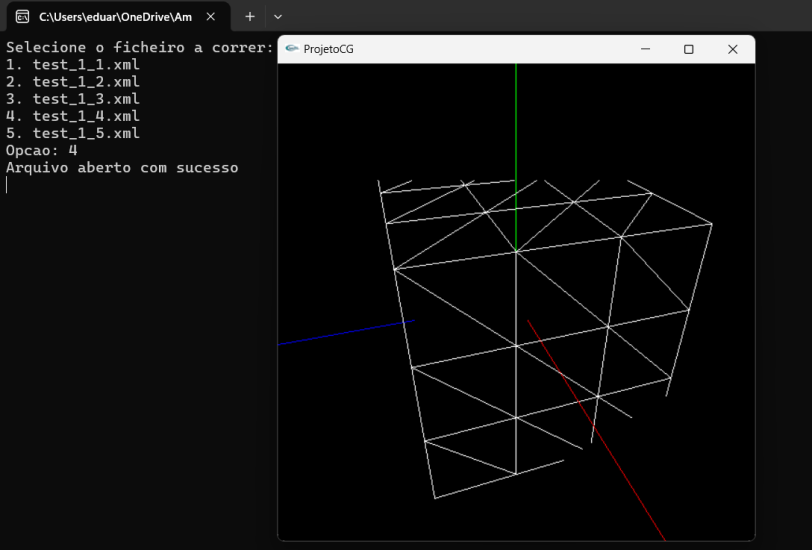 C:\Users\eduar\OneDrive\Am
Selecione o ficheiro a correr:
1. test_1_1.xml
2. test_1_2.xml
3. test_1_3.xml
4. test_1_4.xml
5. test_1_5.xml
Opcao: 4
Arquivo aberto com sucesso
ProjetoCG